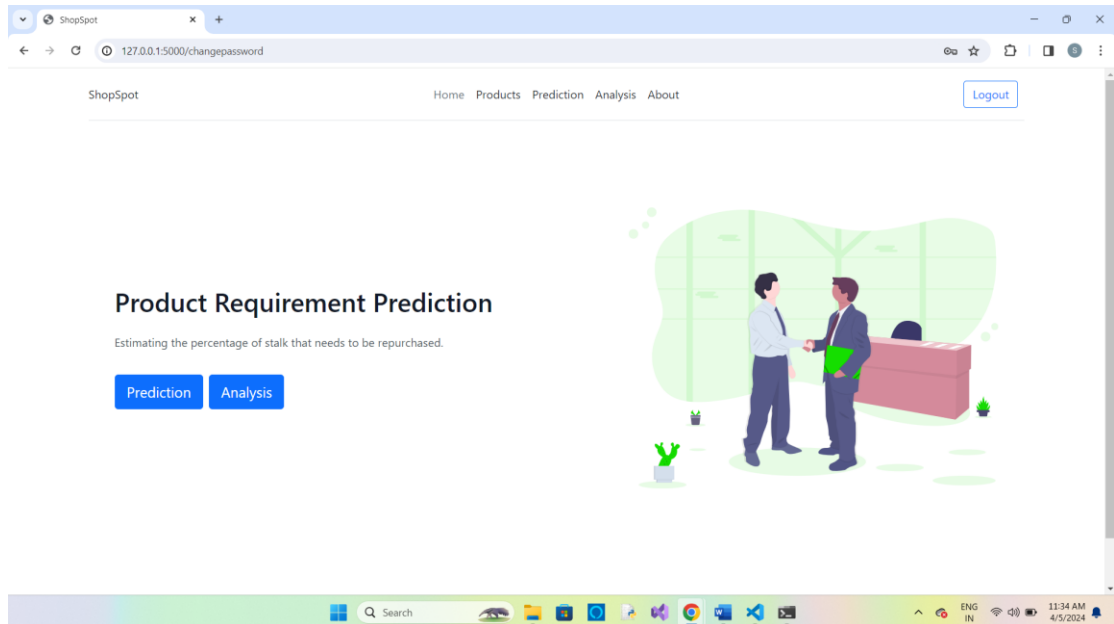 ShopSpot
127.0.0.1:5000/changepassword
S
ShopSpot Home Products Prediction Analysis About Logout
Product Requirement Prediction
Estimating the percentage of stalk that needs to be repurchased.
Prediction Analysis
Search
ENG
IN
11:34 AM
4/5/2024